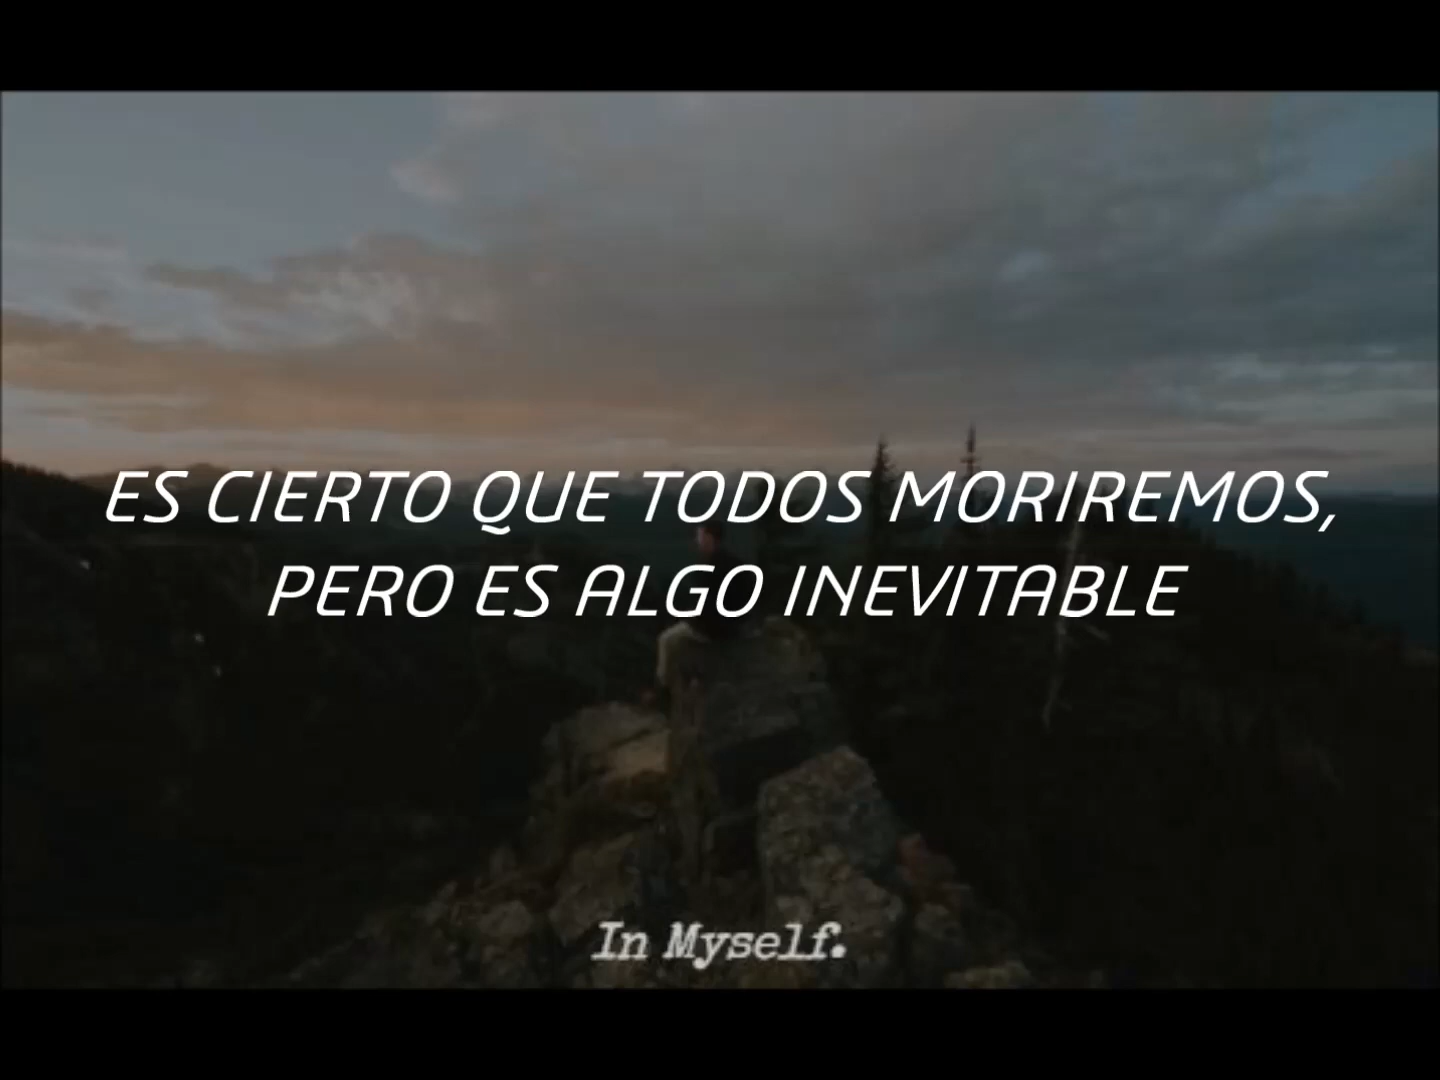 ES CIERTO QUE TODOS MORIREMOS,
PERO ES ALGO INEVITABLE
In Myself.